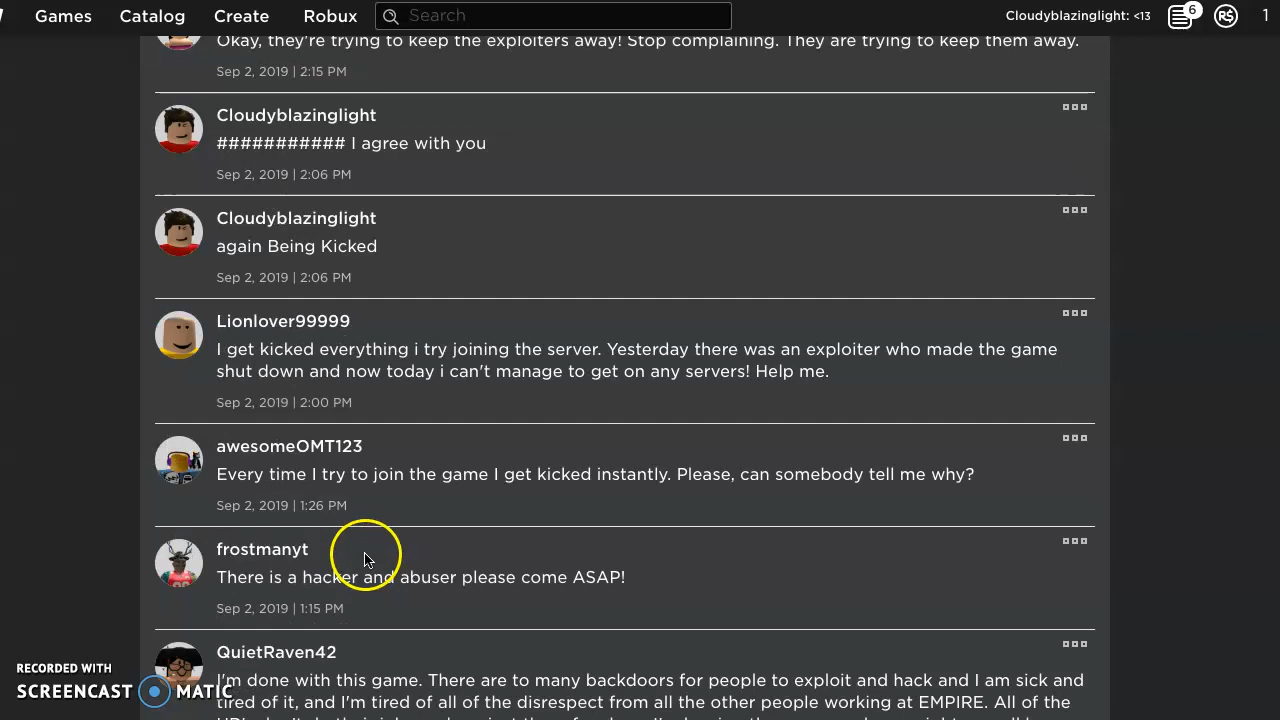 Games Catalog Create Robux Search Cloudyblazinglight: <13 6 R$ 1
Okay, they're trying to keep the exploiters away! Stop complaining. They are trying to keep them away.
Sep 2, 2019 | 2:15 PM
Cloudyblazinglight
########### I agree with you
Sep 2, 2019 | 2:06 PM
Cloudyblazinglight
again Being Kicked
Sep 2, 2019 | 2:06 PM
Lionlover99999
I get kicked everything i try joining the server. Yesterday there was an exploiter who made the game
shut down and now today i can't manage to get on any servers! Help me.
Sep 2, 2019 | 2:00 PM
awesomeOMT123
Every time I try to join the game I get kicked instantly. Please, can somebody tell me why?
Sep 2, 2019 | 1:26 PM
frostmanyt
There is a hacker and abuser please come ASAP!
Sep 2, 2019 | 1:15 PM
QuietRaven42
I'm done with this game. There are to many backdoors for people to exploit and hack and I am sick and
tired of it, and I'm tired of all of the disrespect from all the other people working at EMPIRE. All of the
RECORDED WITH
SCREENCAST MATIC